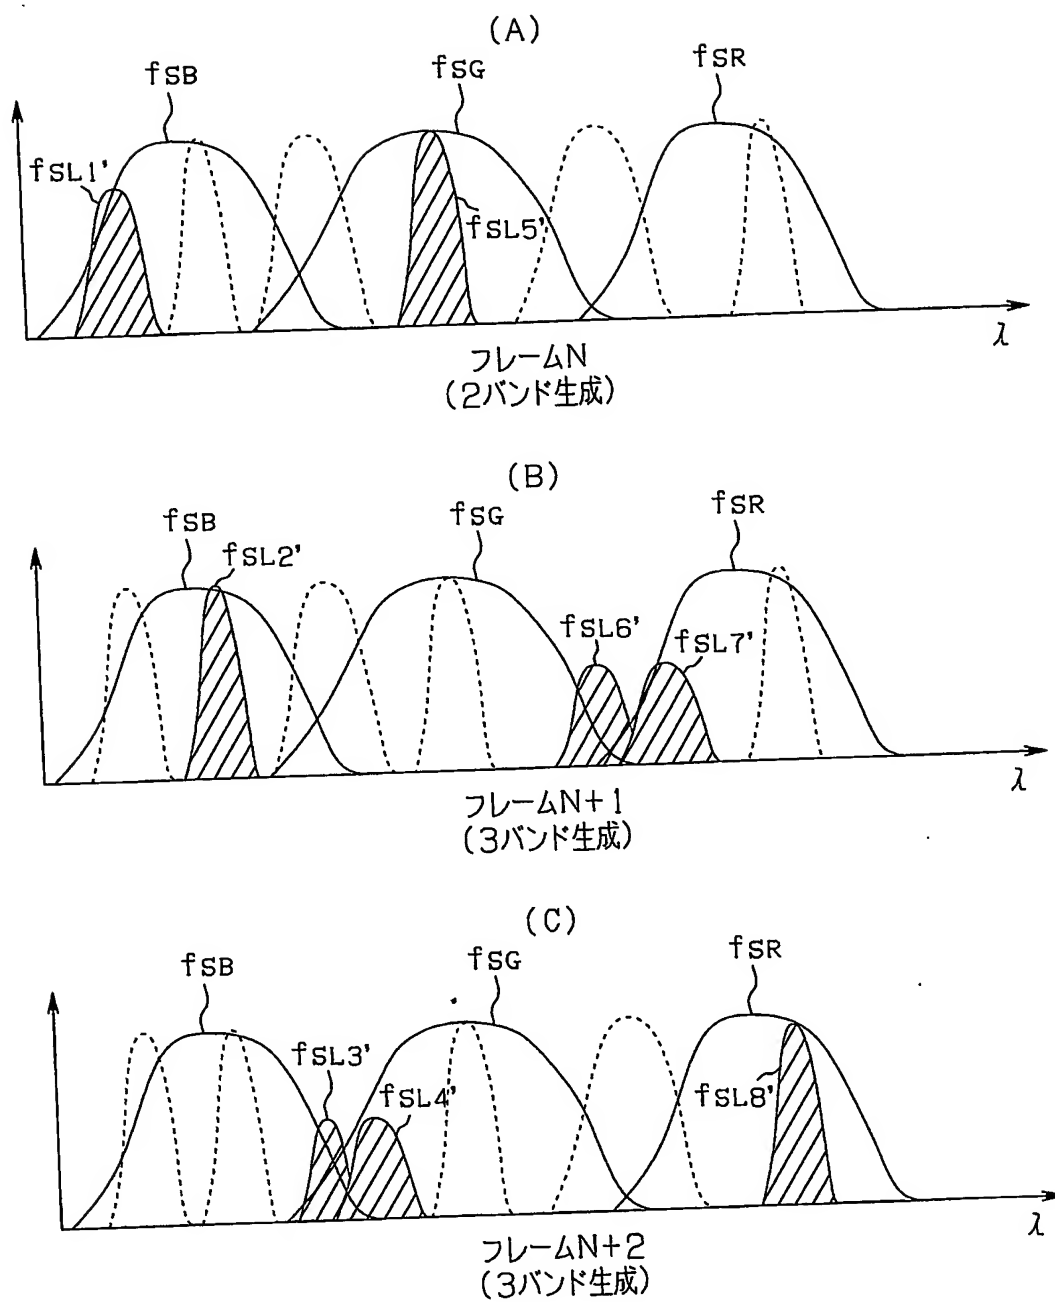 (A)
fSB
fSG
fSR
fSL1'
fSL5'
λ
フレームN
(2バンド生成)
(B)
fSB
fSG
fSR
fSL2'
fSL6'
fSL7'
λ
フレームN+1
(3バンド生成)
(C)
fSB
fSG
fSR
fSL3'
fSL4'
fSL8'
λ
フレームN+2
(3バンド生成)